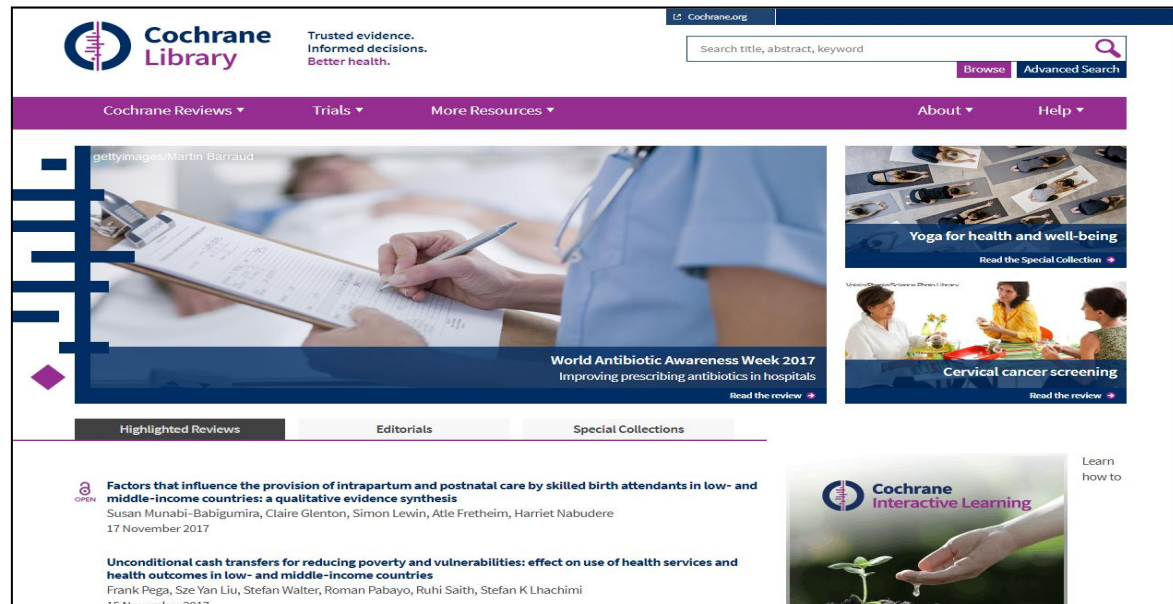 Cochrane.org
Cochrane
Library
Trusted evidence.
Informed decisions.
Better health.
Search title, abstract, keyword
Browse Advanced Search
Cochrane Reviews Trials More Resources About Help
gettyimages/Martin Barraud
World Antibiotic Awareness Week 2017
Improving prescribing antibiotics in hospitals
Read the review
Yoga for health and well-being
Read the Special Collection
Voisin/Phanie/Science Photo Library
Cervical cancer screening
Read the review
Highlighted Reviews Editorials Special Collections
OPEN
Factors that influence the provision of intrapartum and postnatal care by skilled birth attendants in low- and
middle-income countries: a qualitative evidence synthesis
Susan Munabi-Babigumira, Claire Glenton, Simon Lewin, Atle Fretheim, Harriet Nabudere
17 November 2017
Unconditional cash transfers for reducing poverty and vulnerabilities: effect on use of health services and
health outcomes in low- and middle-income countries
Frank Pega, Sze Yan Liu, Stefan Walter, Roman Pabayo, Ruhi Saith, Stefan K Lhachimi
November 2017
Cochrane
Interactive Learning
Learn
how to